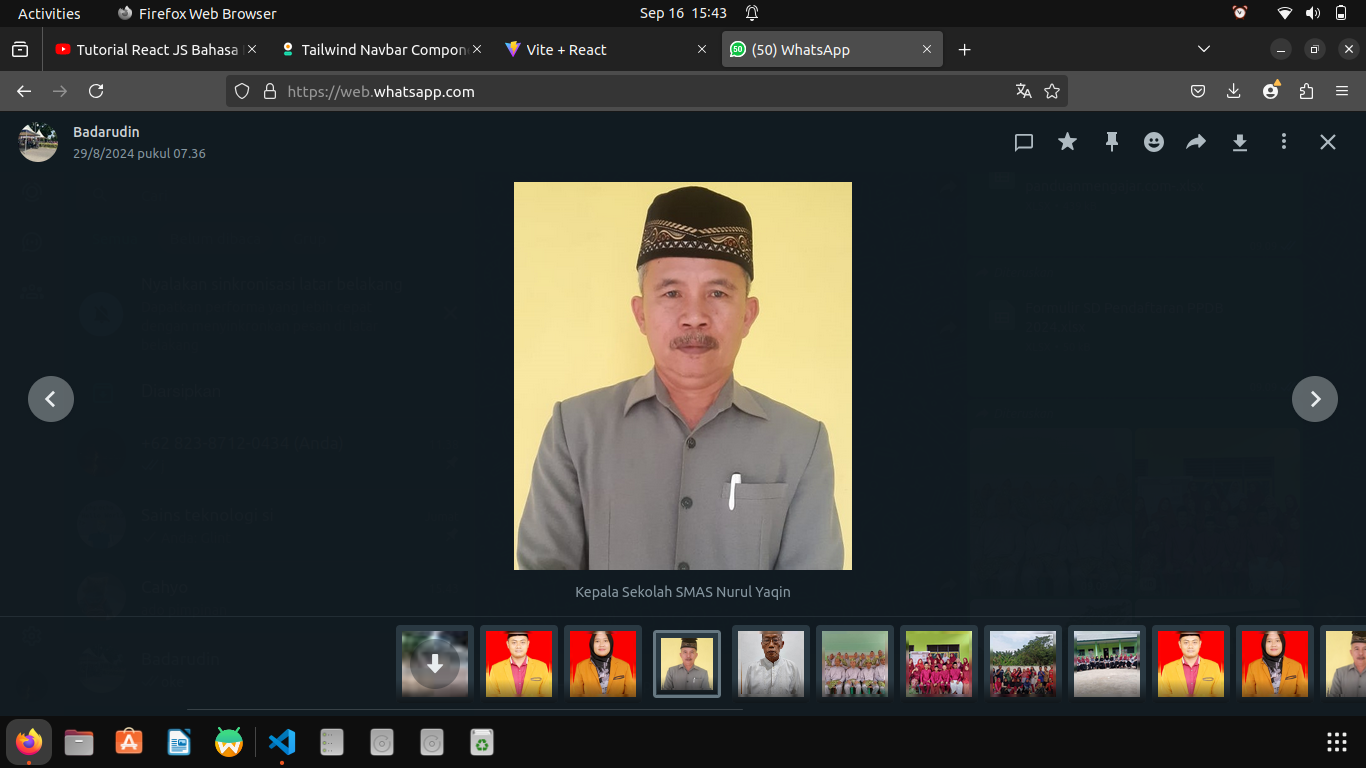 Activities
Firefox Web Browser
Sep 16 15:43
Tutorial React JS Bahasa
Tailwind Navbar Compon
Vite + React
50
(50) WhatsApp
https://web.whatsapp.com
Badarudin
29/8/2024 pukul 07.36
Kepala Sekolah SMAS Nurul Yaqin